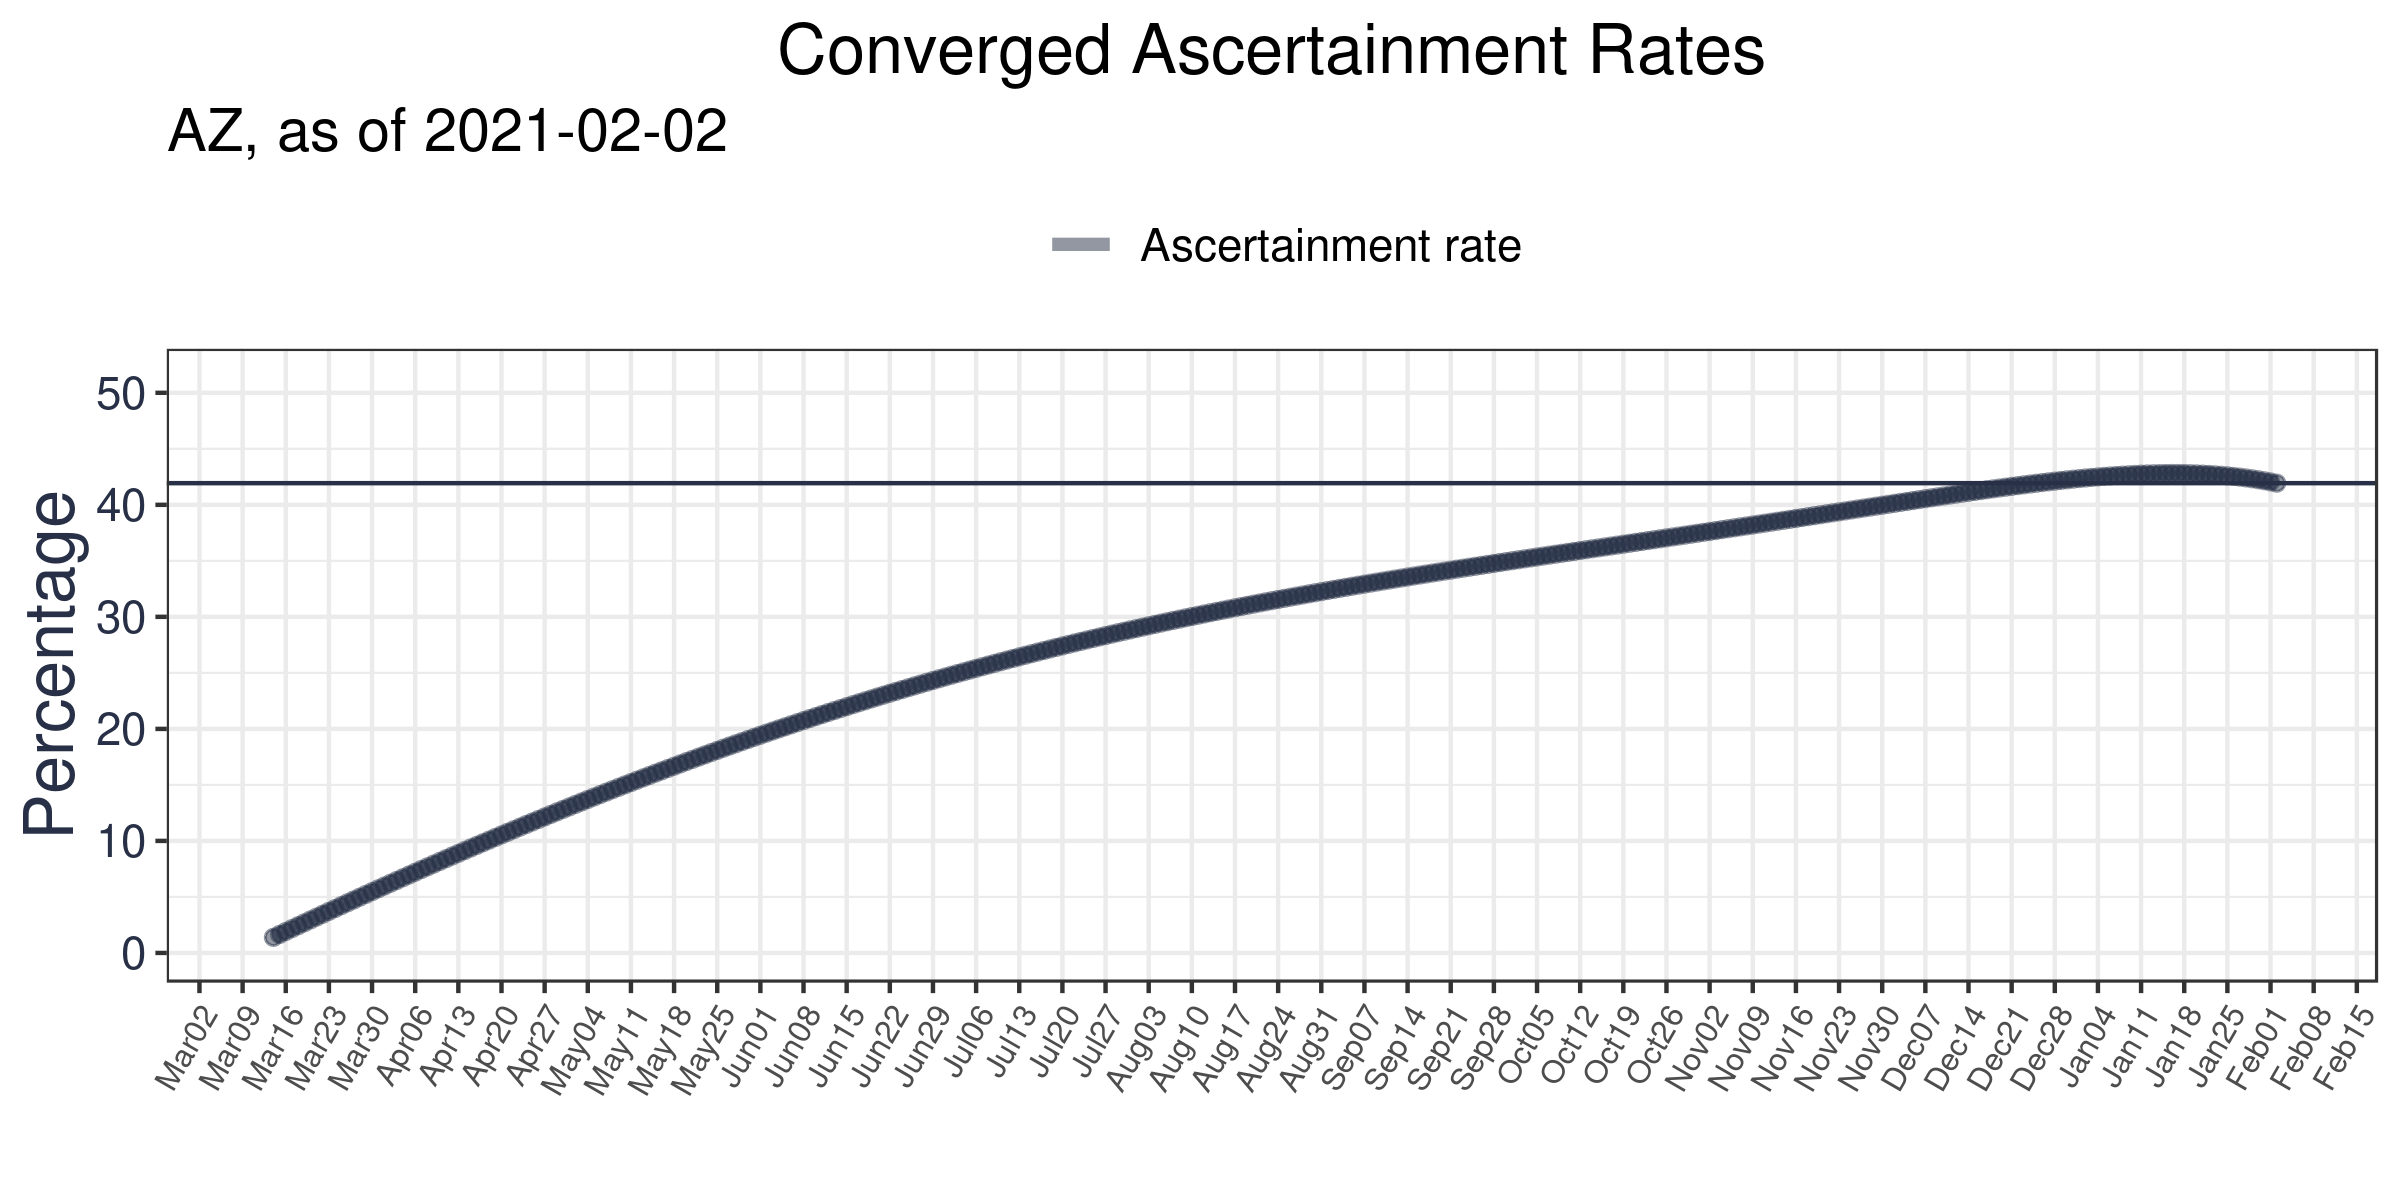 Converged Ascertainment Rates
AZ, as of 2021-02-02
Ascertainment rate
Percentage
50
40
30
20
10
0
Mar02
Mar09
Mar16
Mar23
Mar30
Apr06
Apr13
Apr20
Apr27
May04
May11
May18
May25
Jun01
Jun08
Jun15
Jun22
Jun29
Jul06
Jul13
Jul20
Jul27
Aug03
Aug10
Aug17
Aug24
Aug31
Sep07
Sep14
Sep21
Sep28
Oct05
Oct12
Oct19
Oct26
Nov02
Nov09
Nov16
Nov23
Nov30
Dec07
Dec14
Dec21
Dec28
Jan04
Jan11
Jan18
Jan25
Feb01
Feb08
Feb15